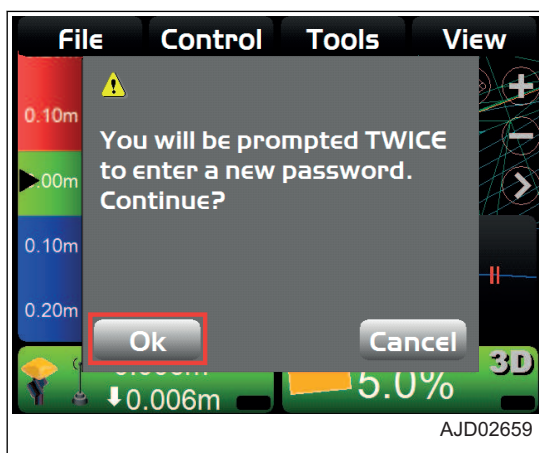 File Control Tools View
0.10m
You will be prompted TWICE
to enter a new password.
Continue?
.00m
0.10m
0.20m
Ok Cancel
3D
0.006m 5.0%
AJD02659